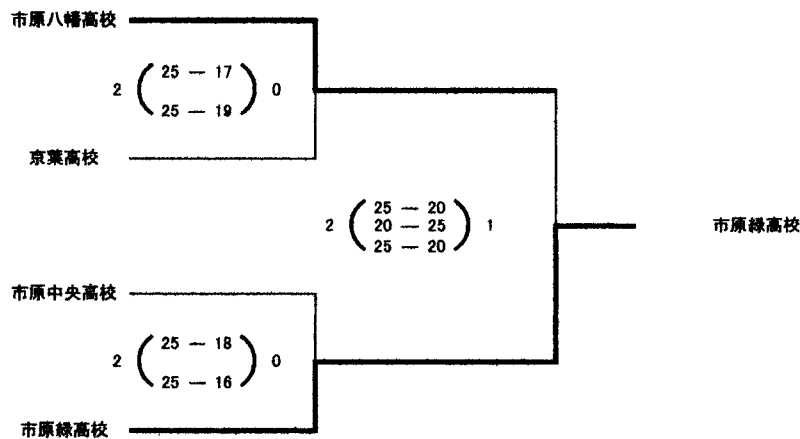 市原八幡高校
2 ( 25 — 17 ) 0
25 — 19
京葉高校
2 ( 25 — 20 ) 1
20 — 25
25 — 20
市原緑高校
市原中央高校
2 ( 25 — 18 ) 0
25 — 16
市原緑高校